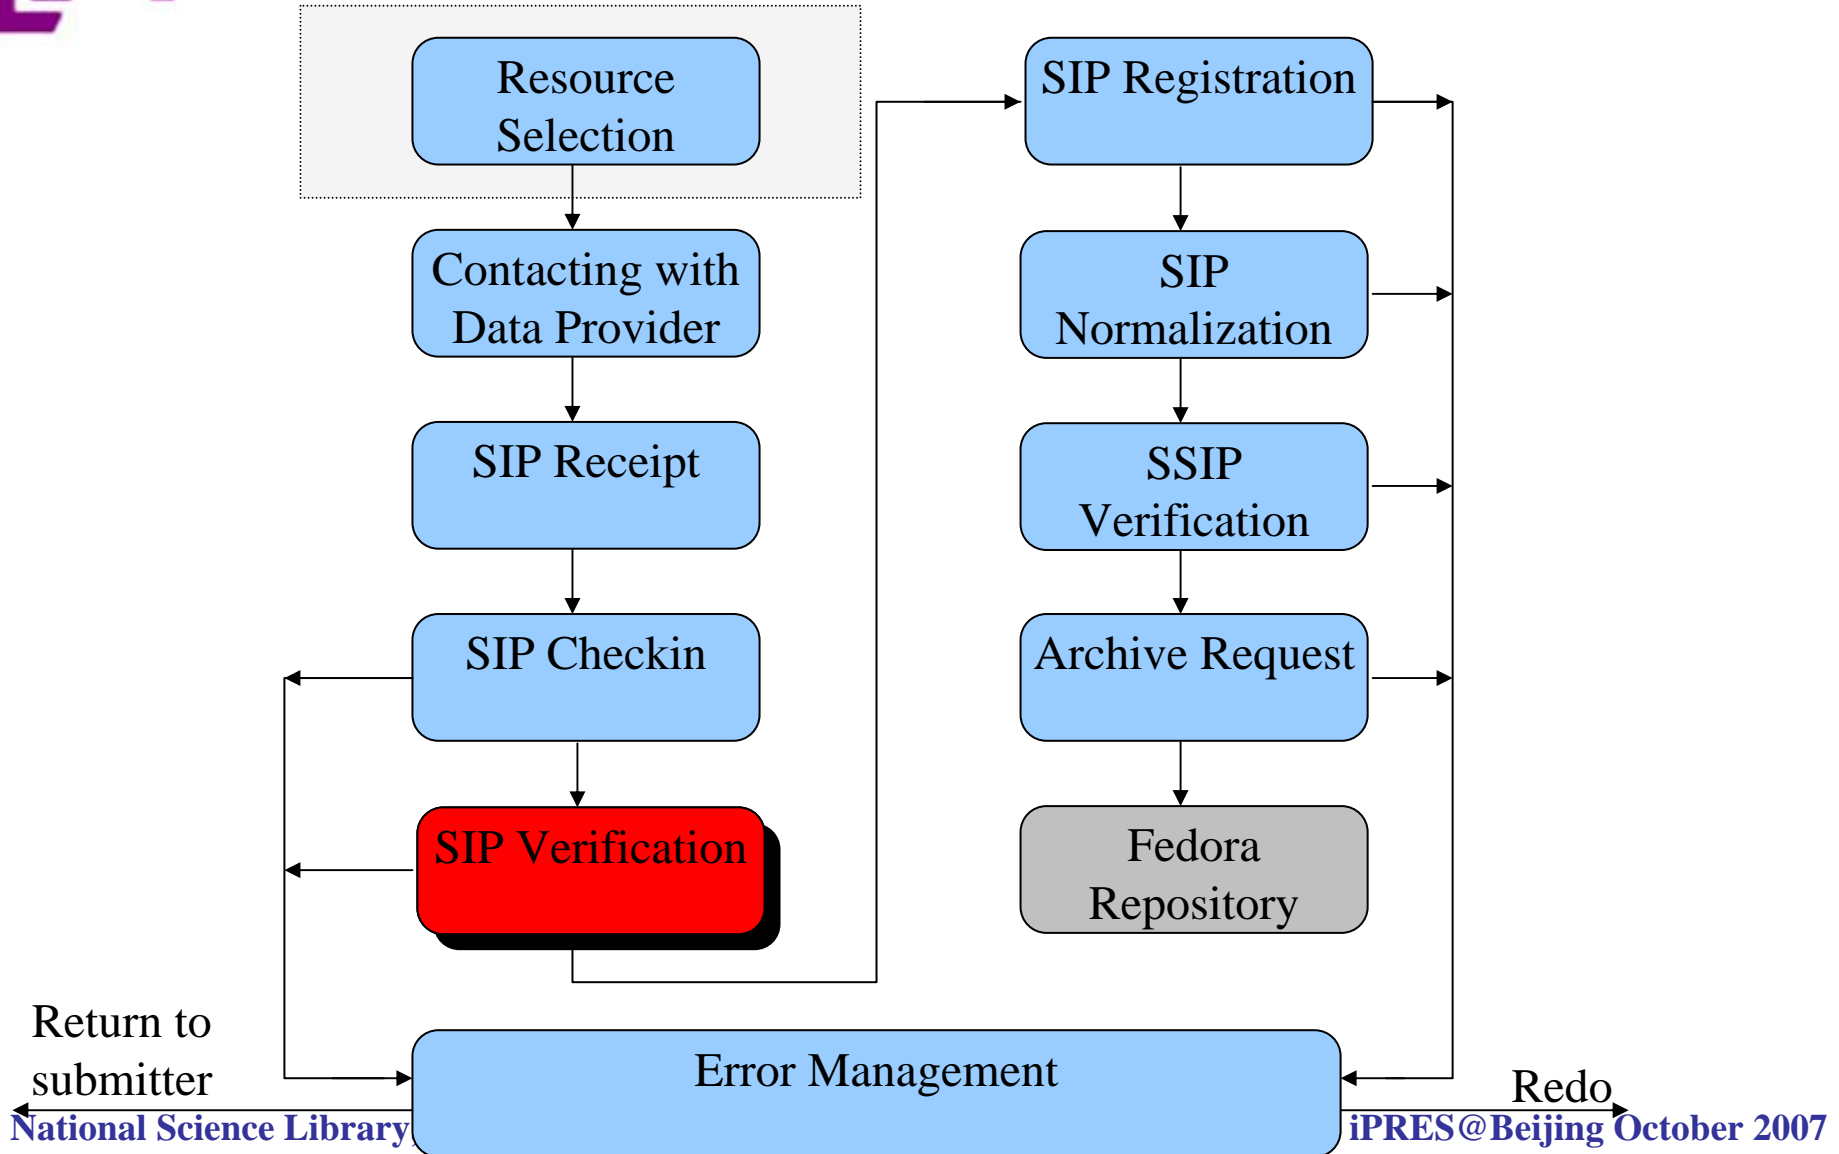 Resource
Selection
Contacting with
Data Provider
SIP Receipt
SIP Checkin
SIP Verification
SIP Registration
SIP
Normalization
SSIP
Verification
Archive Request
Fedora
Repository
Return to
submitter
Error Management
Redo
National Science Library,
iPRES@Beijing October 2007